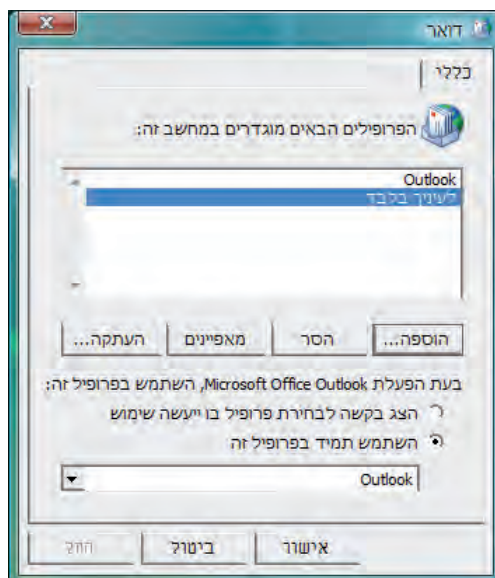 דואר
כללי
הפרופילים הבאים מוגדרים במחשב זה:
Outlook
לעיניך בלבד
הוספה... הסר מאפיינים העתקה...
בעת הפעלת Microsoft Office Outlook, השתמש בפרופיל זה:
הצג בקשה לבחירת פרופיל בו ייעשה שימוש
השתמש תמיד בפרופיל זה
Outlook
אישור ביטול החל